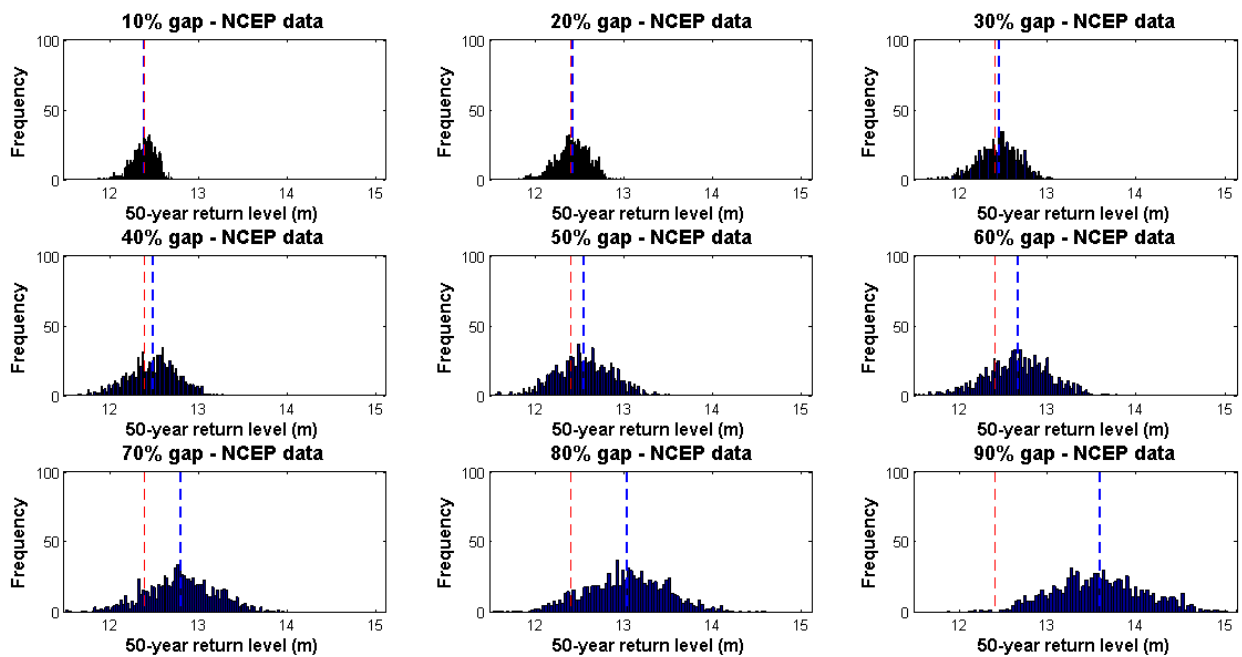 10% gap - NCEP data
20% gap - NCEP data
30% gap - NCEP data
100
100
100
Frequency
Frequency
Frequency
50
50
50
0
0
0
12 13 14 15
12 13 14 15
12 13 14 15
50-year return level (m)
50-year return level (m)
50-year return level (m)
40% gap - NCEP data
50% gap - NCEP data
60% gap - NCEP data
100
100
100
Frequency
Frequency
Frequency
50
50
50
0
0
0
12 13 14 15
12 13 14 15
12 13 14 15
50-year return level (m)
50-year return level (m)
50-year return level (m)
70% gap - NCEP data
80% gap - NCEP data
90% gap - NCEP data
100
100
100
Frequency
Frequency
Frequency
50
50
50
0
0
0
12 13 14 15
12 13 14 15
12 13 14 15
50-year return level (m)
50-year return level (m)
50-year return level (m)